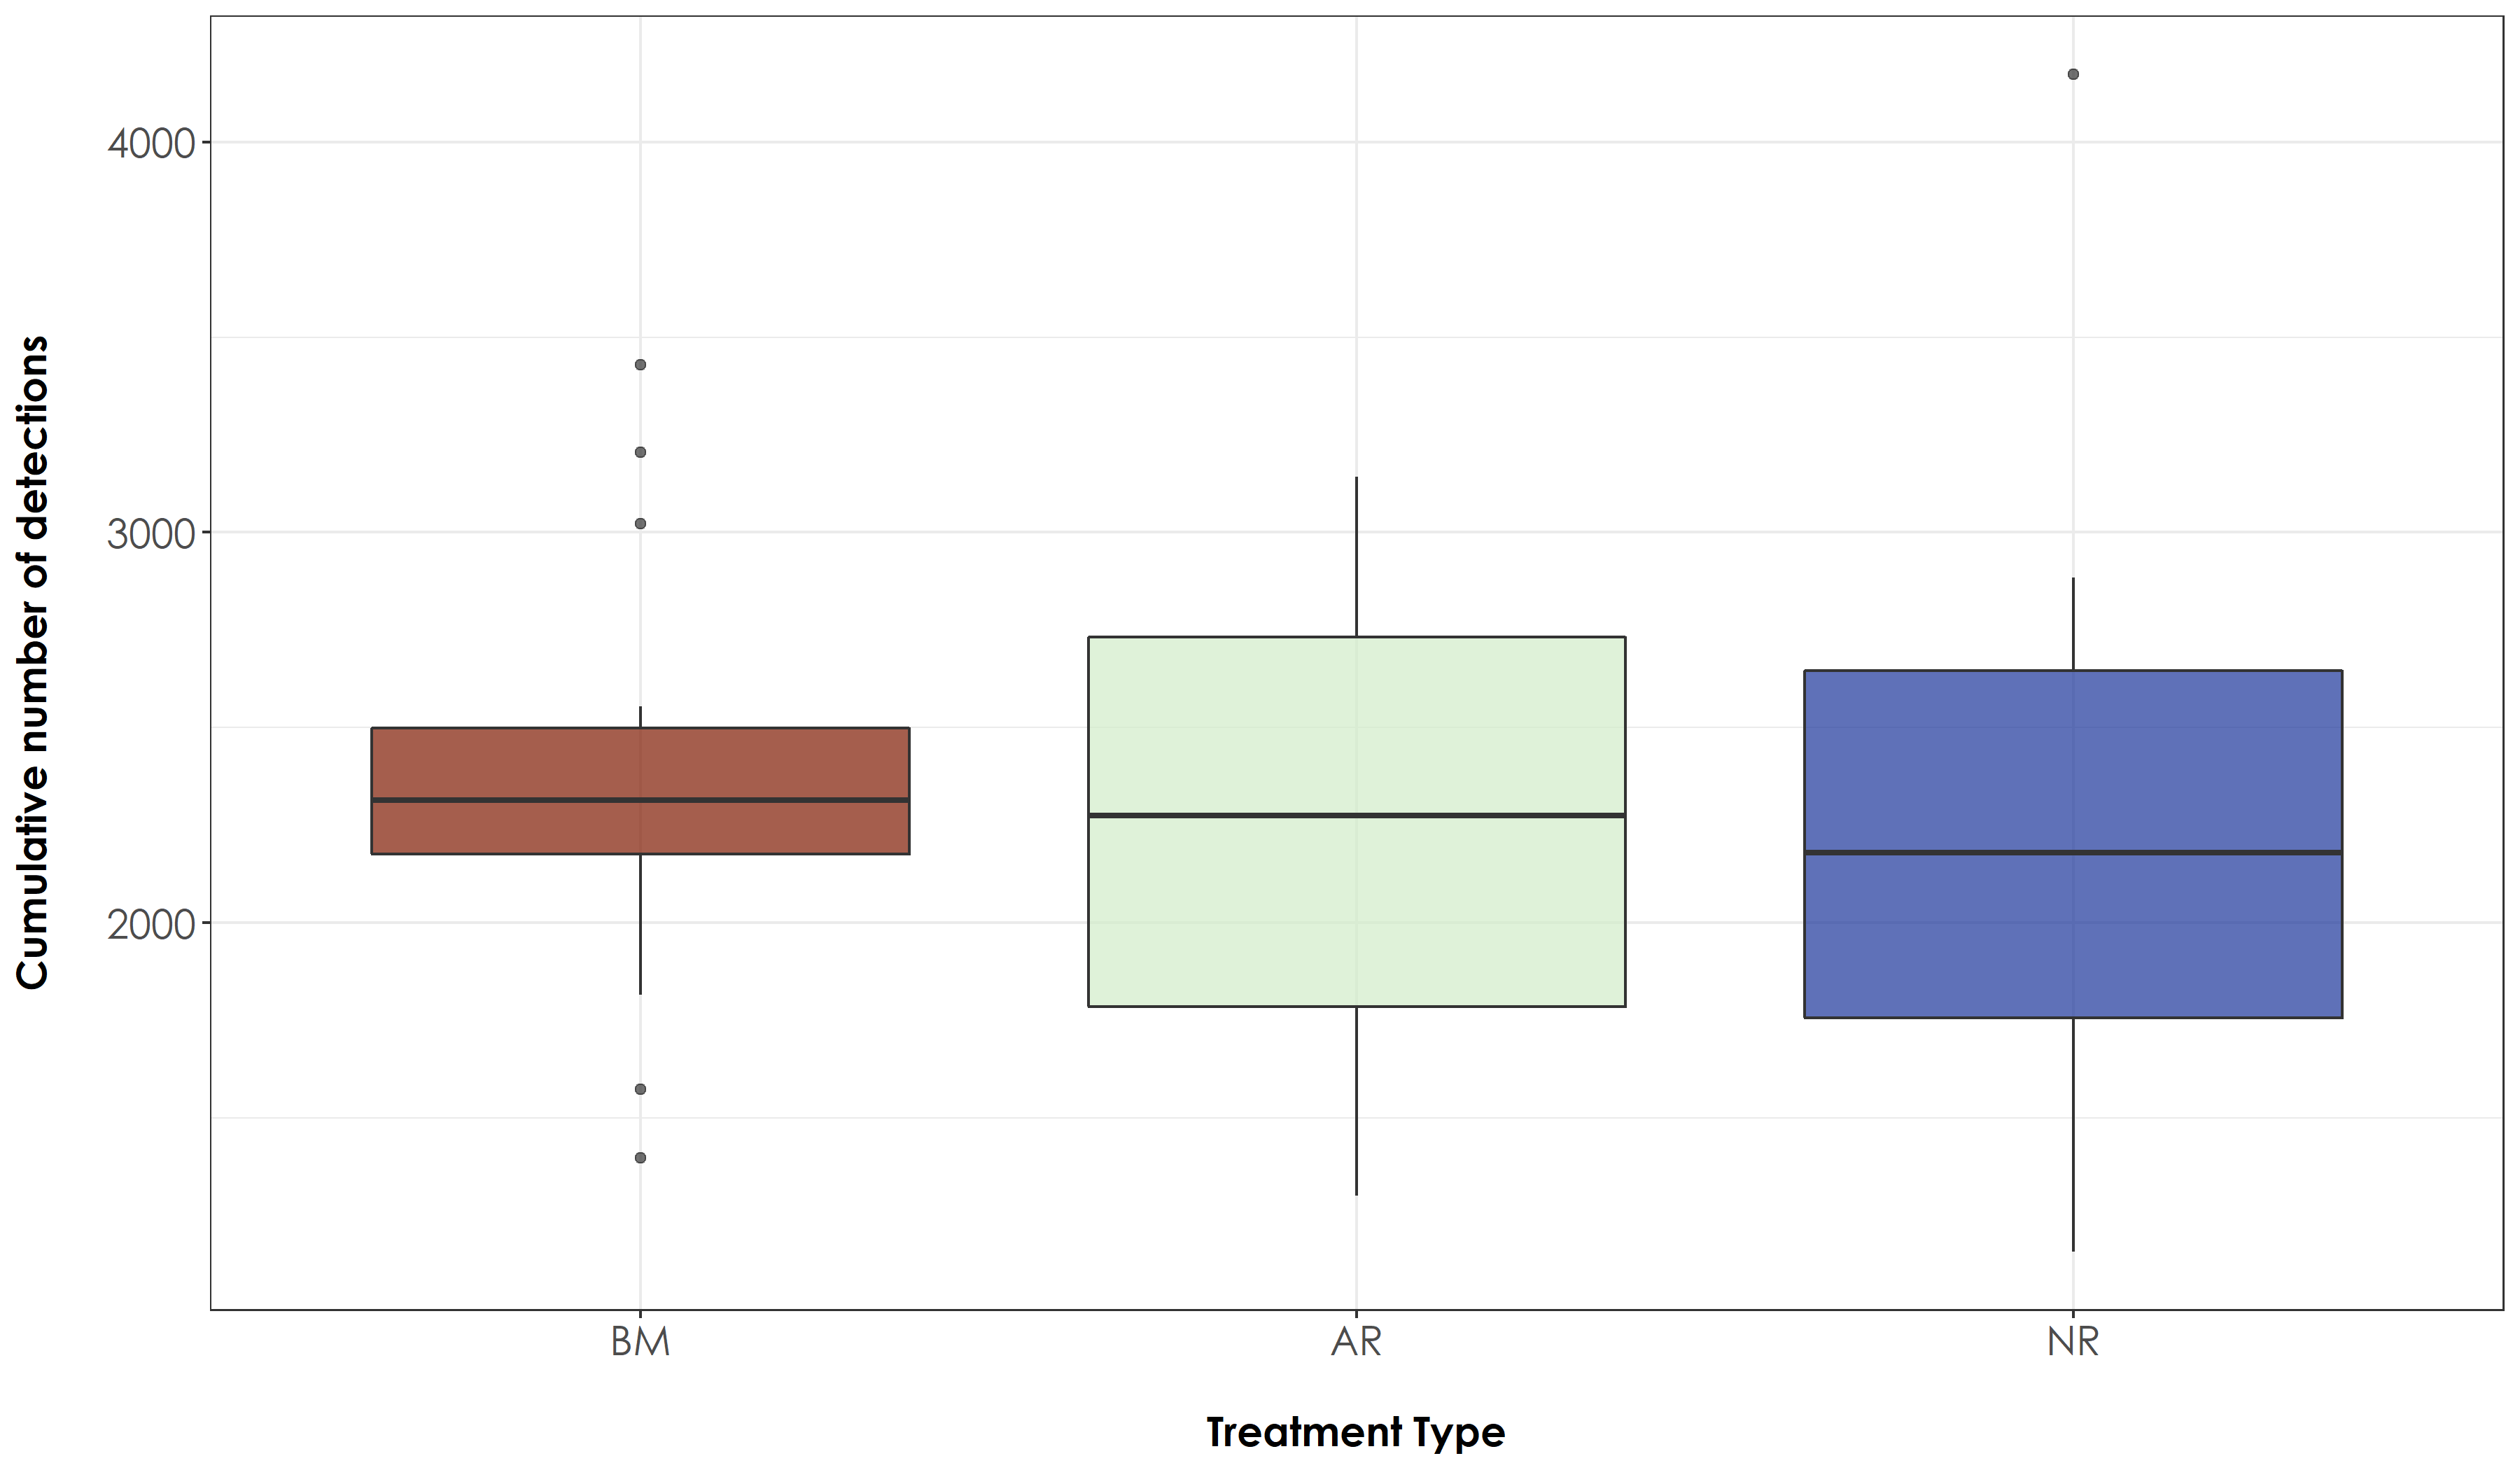 Cumulative number of detections
4000
3000
2000
BM
AR
NR
Treatment Type